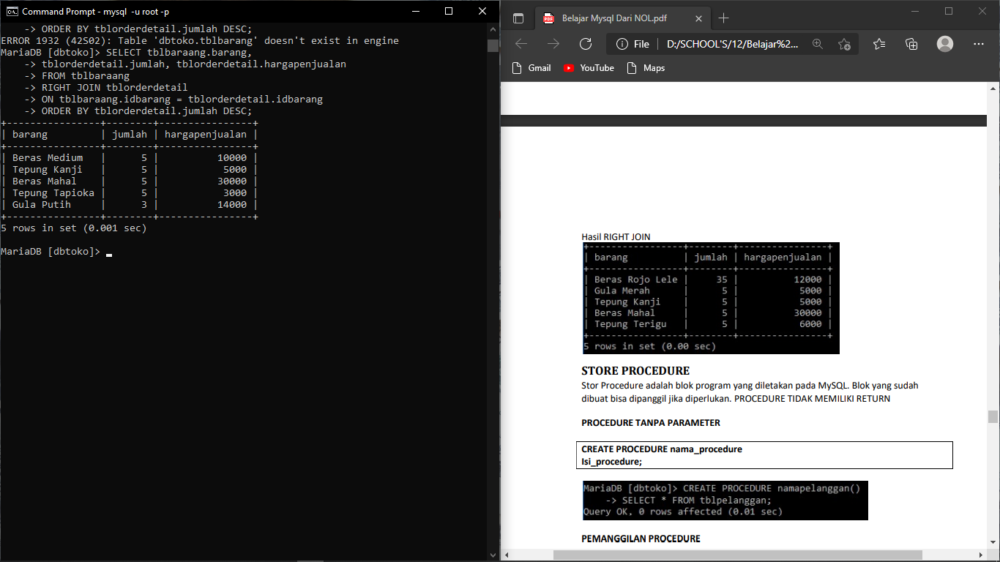 Command Prompt - mysql  -u root -p
    -> ORDER BY tblorderdetail.jumlah DESC;
ERROR 1932 (42S02): Table 'dbtoko.tblbarang' doesn't exist in engine
MariaDB [dbtoko]> SELECT tblbaraang.barang,
    -> tblorderdetail.jumlah, tblorderdetail.hargapenjualan
    -> FROM tblbaraang
    -> RIGHT JOIN tblorderdetail
    -> ON tblbaraang.idbarang = tblorderdetail.idbarang
    -> ORDER BY tblorderdetail.jumlah DESC;
+----------------+--------+----------------+
| barang         | jumlah | hargapenjualan |
+----------------+--------+----------------+
| Beras Medium   |      5 |          10000 |
| Tepung Kanji   |      5 |           5000 |
| Beras Mahal    |      5 |          30000 |
| Tepung Tapioka |      5 |           3000 |
| Gula Putih     |      3 |          14000 |
+----------------+--------+----------------+
5 rows in set (0.001 sec)
MariaDB [dbtoko]>
Belajar Mysql Dari NOL.pdf
File
D:/SCHOOL'S/12/Belajar%2...
Gmail
YouTube
Maps
Hasil RIGHT JOIN
+----------------+--------+----------------+
| barang         | jumlah | hargapenjualan |
+----------------+--------+----------------+
| Beras Rojo Lele |     35 |          12000 |
| Gula Merah      |      5 |           5000 |
| Tepung Kanji    |      5 |           5000 |
| Beras Mahal     |      5 |          30000 |
| Tepung Terigu   |      5 |           6000 |
+----------------+--------+----------------+
5 rows in set (0.00 sec)
STORE PROCEDURE
Stor Procedure adalah blok program yang diletakan pada MySQL. Blok yang sudah
dibuat bisa dipanggil jika diperlukan. PROCEDURE TIDAK MEMILIKI RETURN
PROCEDURE TANPA PARAMETER
CREATE PROCEDURE nama_procedure
Isi_procedure;
MariaDB [dbtoko]> CREATE PROCEDURE namapelanggan()
    -> SELECT * FROM tblpelanggan;
Query OK, 0 rows affected (0.01 sec)
PEMANGGILAN PROCEDURE